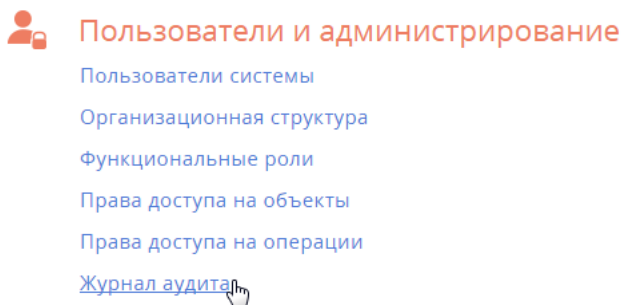 Пользователи и администрирование
Пользователи системы
Организационная структура
Функциональные роли
Права доступа на объекты
Права доступа на операции
Журнал аудита